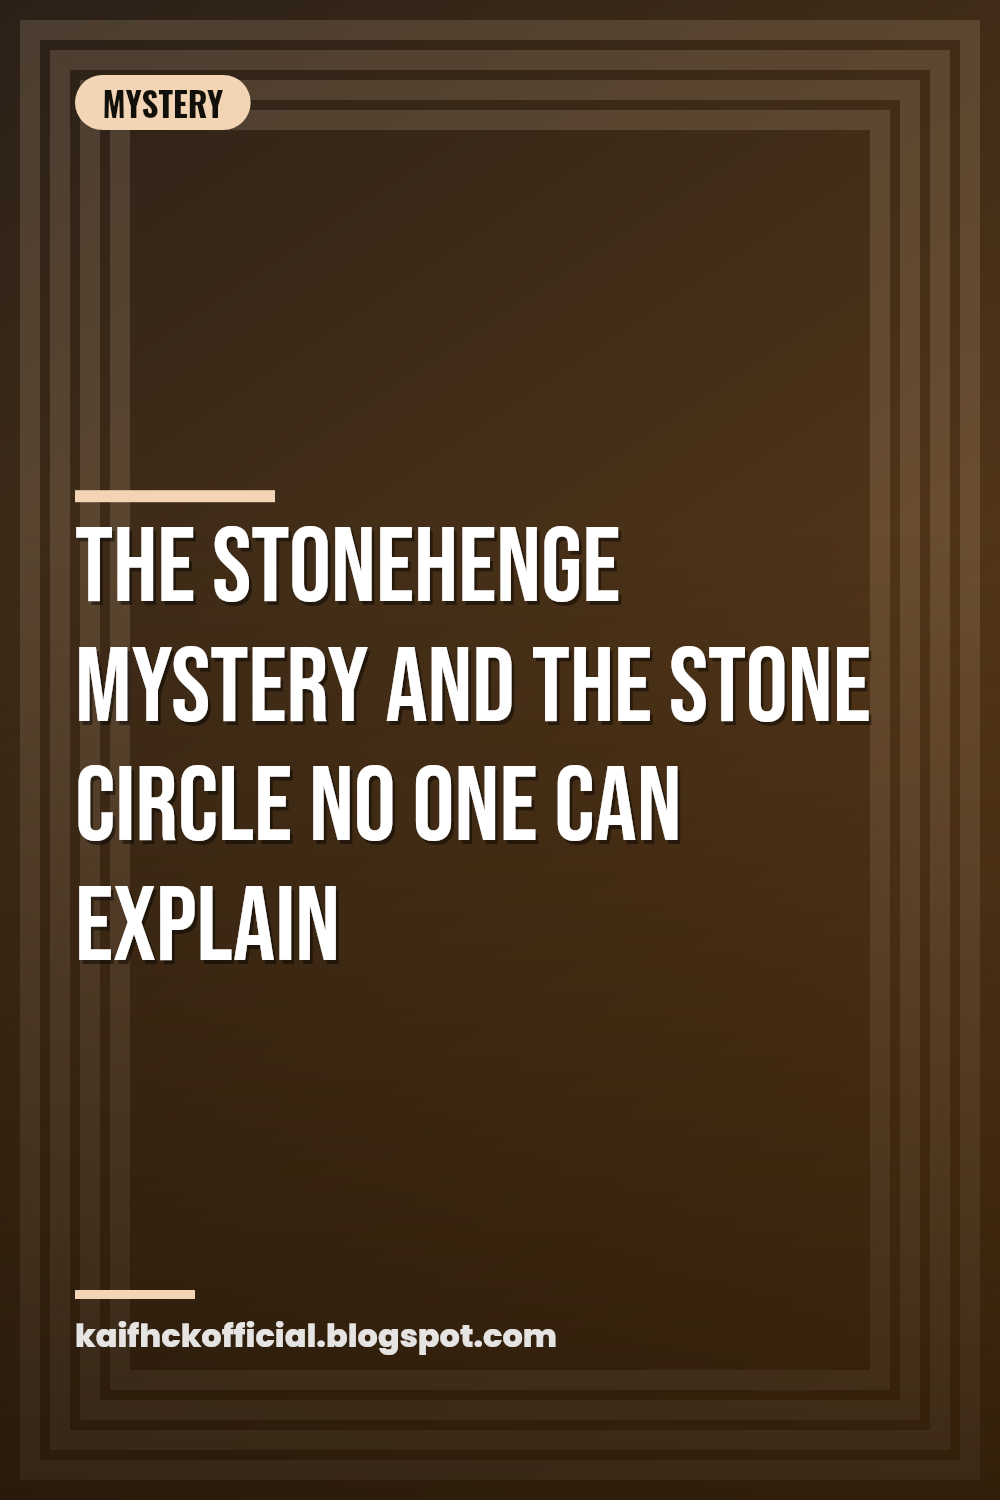 MYSTERY
THE STONEHENGE
MYSTERY AND THE STONE
CIRCLE NO ONE CAN
EXPLAIN
kaifhckofficial.blogspot.com